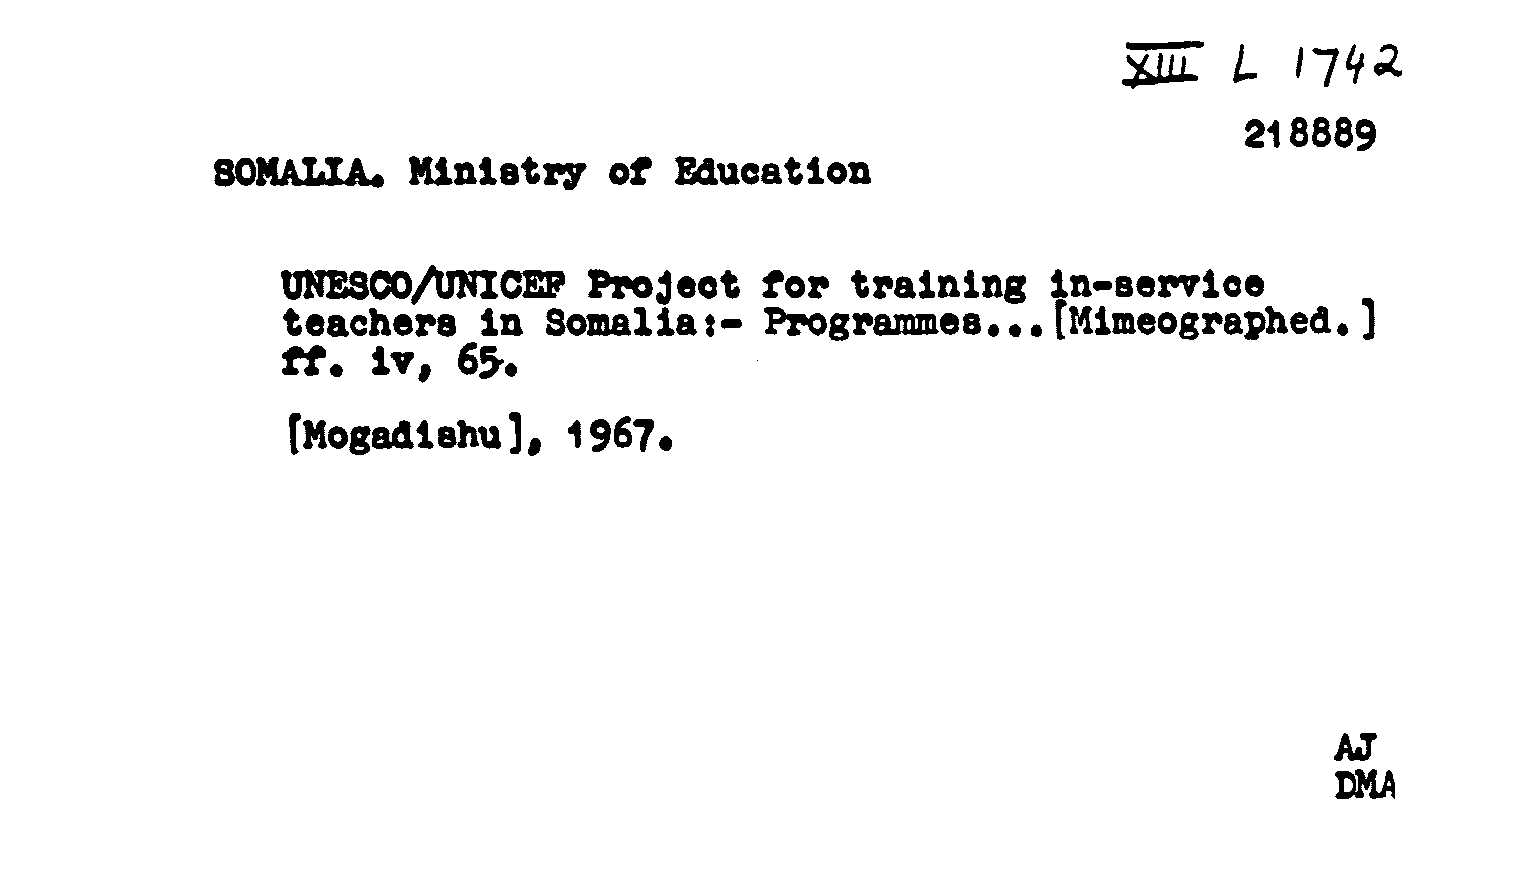 XIII L 1742
218889
SOMALIA. Ministry of Education
UNESCO/UNICEF Project for training in-service
teachers in Somalia:- Programmes...[Mimeographed.]
ff. iv, 65.
[Mogadishu], 1967.
AJ
DMA